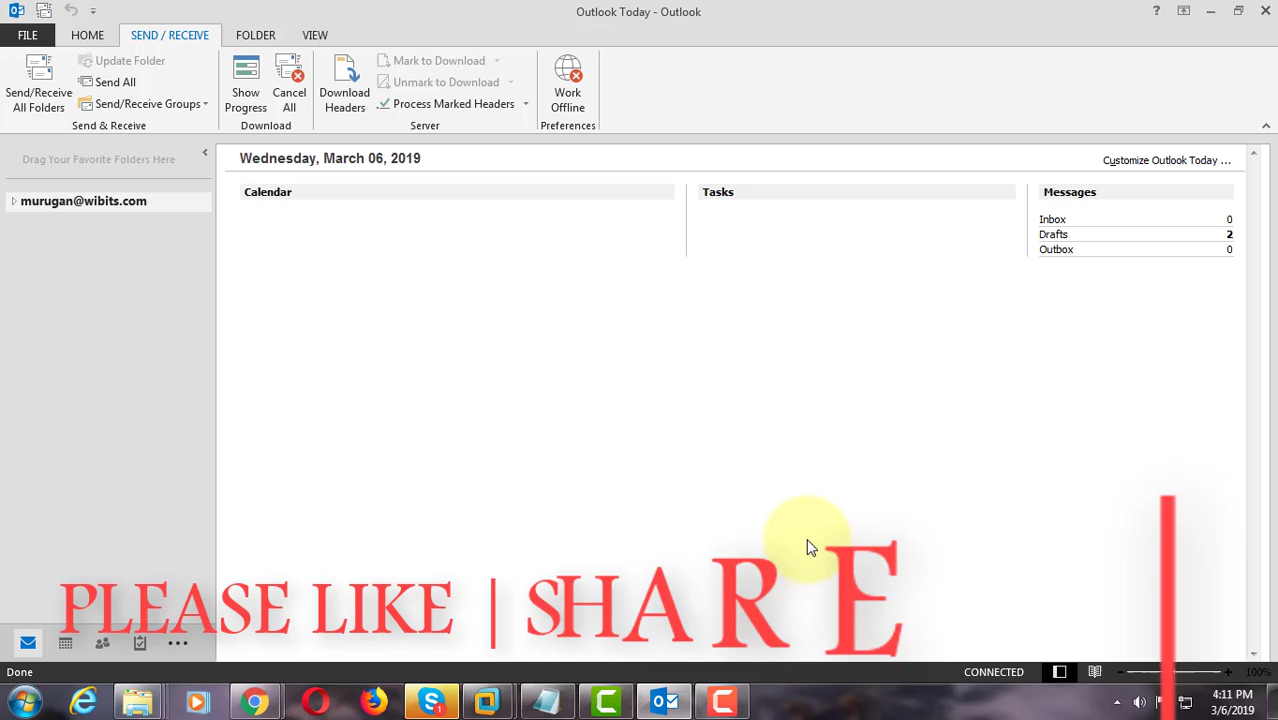 Outlook Today - Outlook
?
FILE
HOME
SEND / RECEIVE
FOLDER
VIEW
Send/Receive
All Folders
Update Folder
Send All
Send/Receive Groups
Send & Receive
Show
Progress
Cancel
All
Download
Download
Headers
Mark to Download
Unmark to Download
Process Marked Headers
Server
Work
Offline
Preferences
Drag Your Favorite Folders Here
murugan@wibits.com
Wednesday, March 06, 2019
Customize Outlook Today ...
Calendar
Tasks
Messages
Inbox 0
Drafts 2
Outbox 0
PLEASE LIKE | SHARE |
Done
CONNECTED
100%
1
4:11 PM
3/6/2019